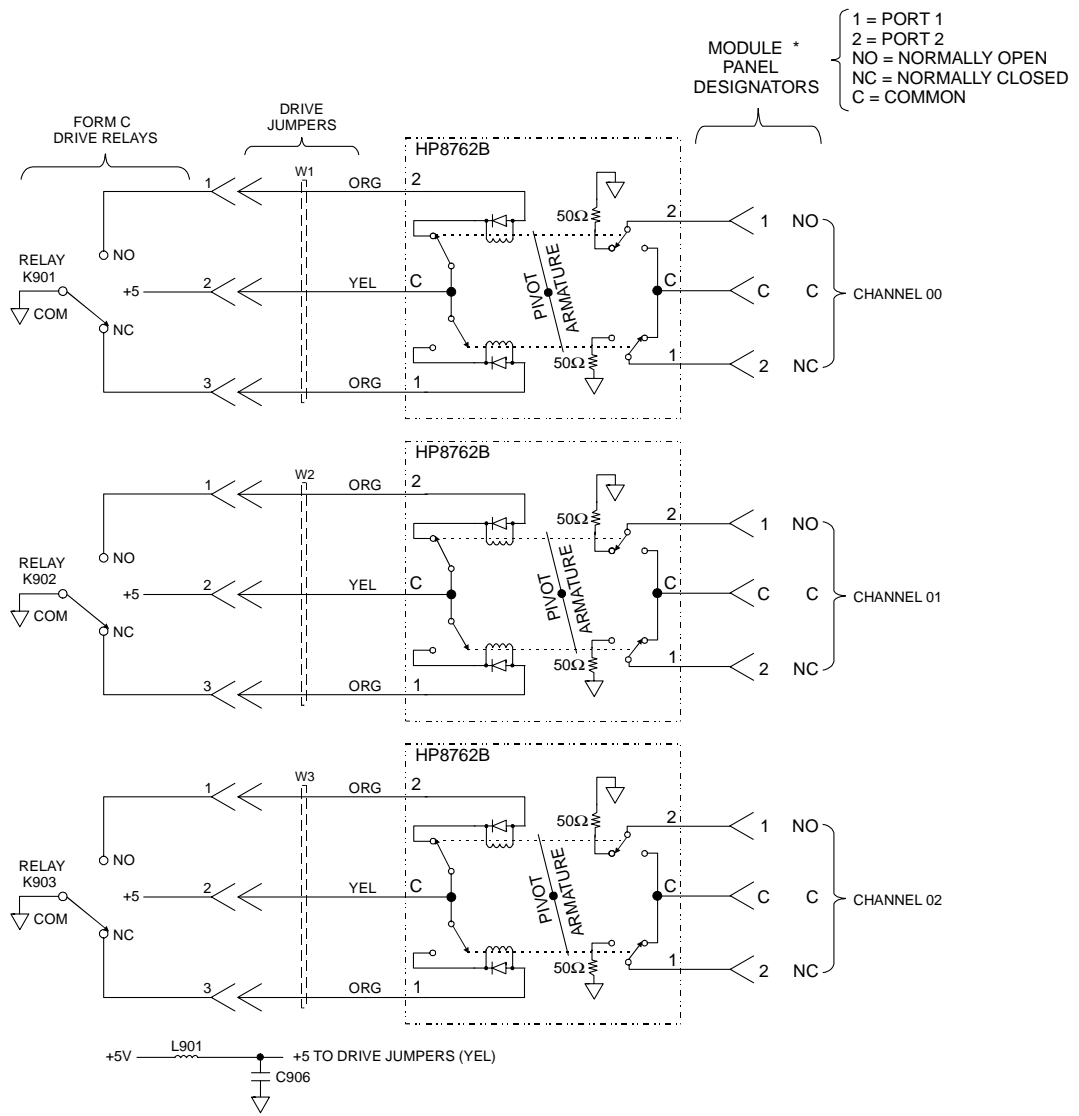 1 = PORT 1
2 = PORT 2
NO = NORMALLY OPEN
NC = NORMALLY CLOSED
C = COMMON
MODULE *
PANEL
DESIGNATORS
FORM C
DRIVE RELAYS
DRIVE
JUMPERS
HP8762B
W1
1
ORG
2
50Ω
2
1
NO
NO
RELAY
K901
+5
2
YEL
C
PIVOT
ARMATURE
C
C
C
CHANNEL 00
COM
NC
50Ω
1
2
NC
3
ORG
1
HP8762B
W2
1
ORG
2
50Ω
2
1
NO
NO
RELAY
K902
+5
2
YEL
C
PIVOT
ARMATURE
C
C
C
CHANNEL 01
COM
NC
50Ω
1
2
NC
3
ORG
1
HP8762B
W3
1
ORG
2
50Ω
2
1
NO
NO
RELAY
K903
+5
2
YEL
C
PIVOT
ARMATURE
C
C
C
CHANNEL 02
COM
NC
50Ω
1
2
NC
3
ORG
1
+5V
L901
+5 TO DRIVE JUMPERS (YEL)
C906